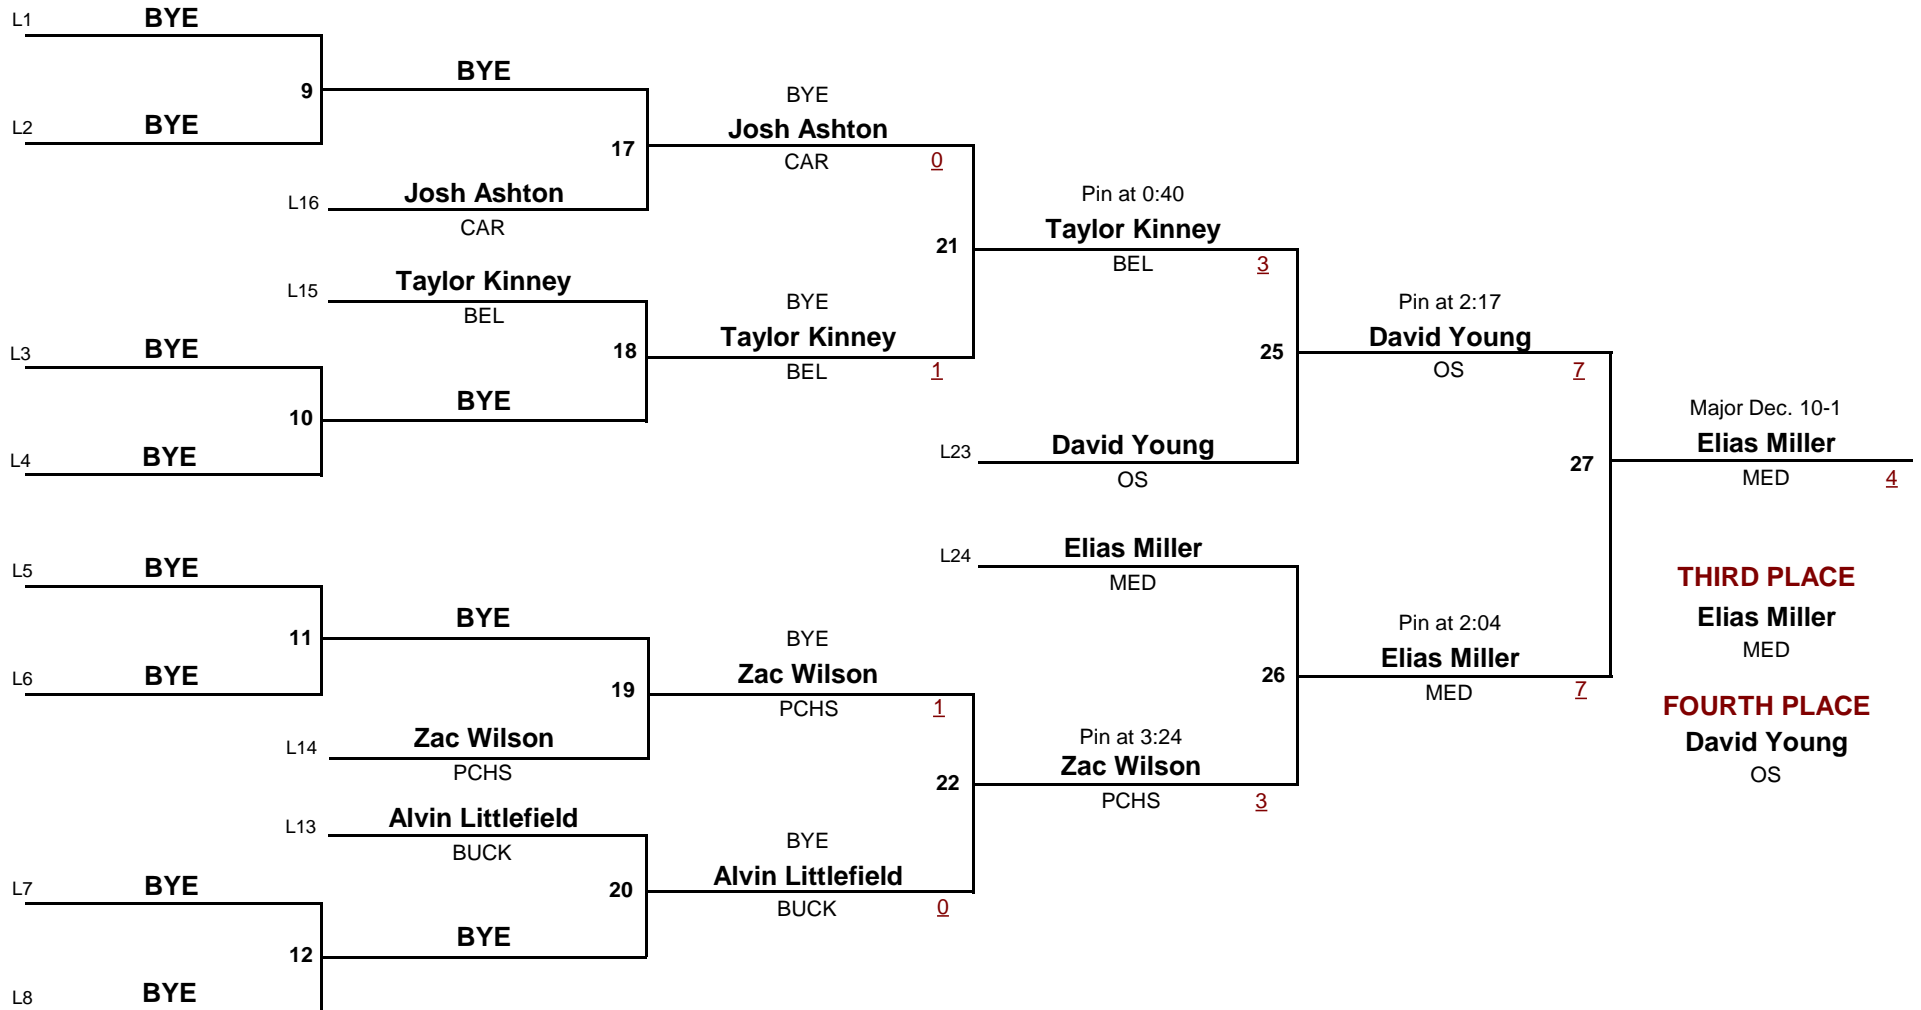 L1
BYE
9
L2
BYE
BYE
17
L16
Josh Ashton
CAR
BYE
Josh Ashton
CAR
0
L15
Taylor Kinney
BEL
18
L3
BYE
10
L4
BYE
BYE
BYE
Taylor Kinney
BEL
1
21
Pin at 0:40
Taylor Kinney
BEL
3
25
L23
David Young
OS
Pin at 2:17
David Young
OS
7
27
Major Dec. 10-1
Elias Miller
MED
4
L5
BYE
11
L6
BYE
BYE
19
L14
Zac Wilson
PCHS
BYE
Zac Wilson
PCHS
1
L13
Alvin Littlefield
BUCK
20
L7
BYE
12
L8
BYE
BYE
BYE
Alvin Littlefield
BUCK
0
22
Pin at 3:24
Zac Wilson
PCHS
3
26
L24
Elias Miller
MED
Pin at 2:04
Elias Miller
MED
7
THIRD PLACE
Elias Miller
MED
FOURTH PLACE
David Young
OS